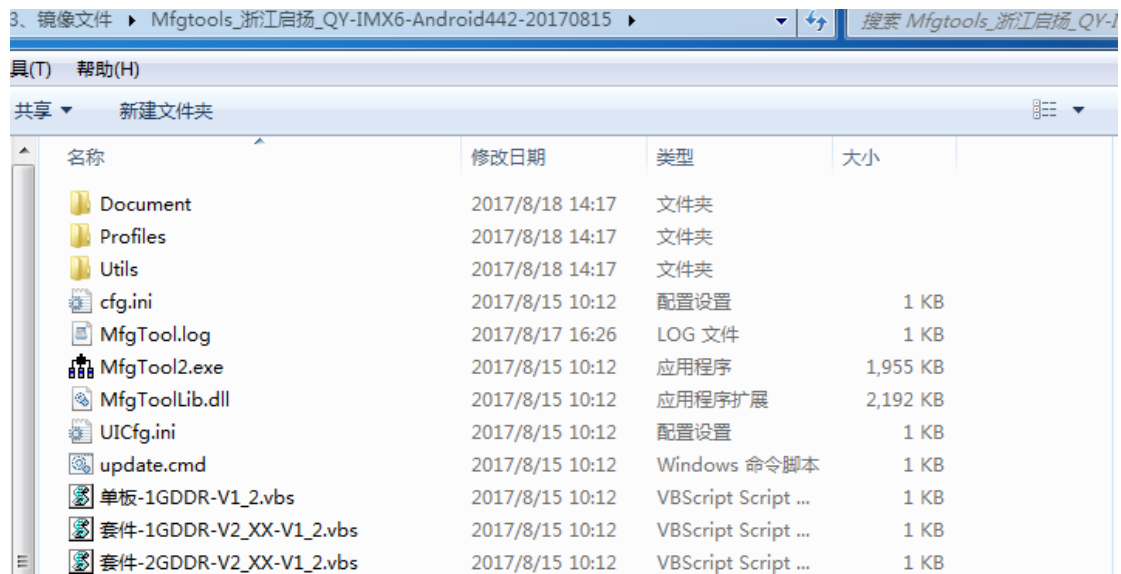 3、镜像文件 Mfgtools_浙江启扬_QY-IMX6-Android442-20170815 搜索 Mfgtools_浙江启扬_QY-I
具(T) 帮助(H)
共享 新建文件夹
名称 修改日期 类型 大小
Document 2017/8/18 14:17 文件夹
Profiles 2017/8/18 14:17 文件夹
Utils 2017/8/18 14:17 文件夹
cfg.ini 2017/8/15 10:12 配置设置 1 KB
MfgTool.log 2017/8/17 16:26 LOG 文件 1 KB
MfgTool2.exe 2017/8/15 10:12 应用程序 1,955 KB
MfgToolLib.dll 2017/8/15 10:12 应用程序扩展 2,192 KB
UICfg.ini 2017/8/15 10:12 配置设置 1 KB
update.cmd 2017/8/15 10:12 Windows 命令脚本 1 KB
单板-1GDDR-V1_2.vbs 2017/8/15 10:12 VBScript Script ... 1 KB
套件-1GDDR-V2_XX-V1_2.vbs 2017/8/15 10:12 VBScript Script ... 1 KB
套件-2GDDR-V2_XX-V1_2.vbs 2017/8/15 10:12 VBScript Script ... 1 KB